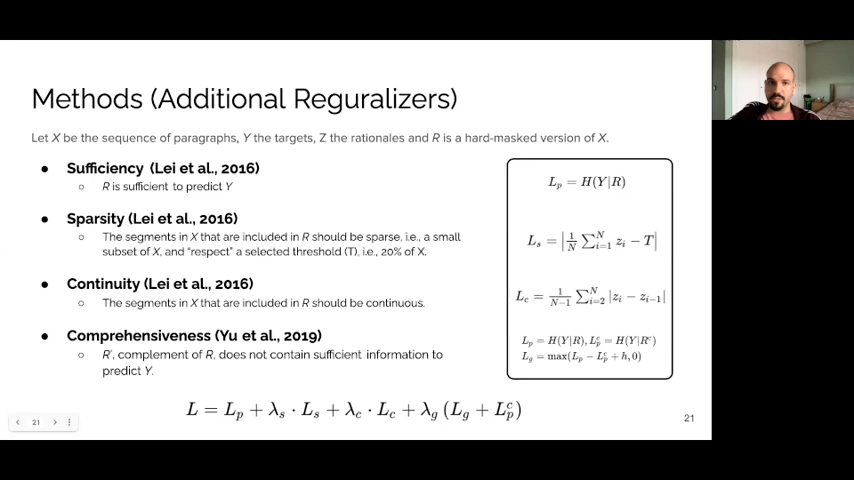 Methods (Additional Reguralizers)
Let X be the sequence of paragraphs, Y the targets, Z the rationales and R is a hard-masked version of X.
● Sufficiency (Lei et al., 2016)
○ R is sufficient to predict Y
● Sparsity (Lei et al., 2016)
○ The segments in X that are included in R should be sparse, i.e., a small
subset of X, and “respect” a selected threshold (T), i.e., 20% of X.
● Continuity (Lei et al., 2016)
○ The segments in X that are included in R should be continuous.
● Comprehensiveness (Yu et al., 2019)
○ R', complement of R, does not contain sufficient information to
predict Y.
L_p = H(Y|R)
L_s = |\frac{1}{N} \sum_{i=1}^{N} z_i − T|
L_c = \frac{1}{N−1} \sum_{i=2}^{N} |z_i − z_{i−1}|
L_p = H(Y|R), L_p^c = H(Y|R^c)
L_g = max(L_p − L_p^c + h, 0)
L = L_p + λ_s · L_s + λ_c · L_c + λ_g (L_g + L_p^c)
21
21